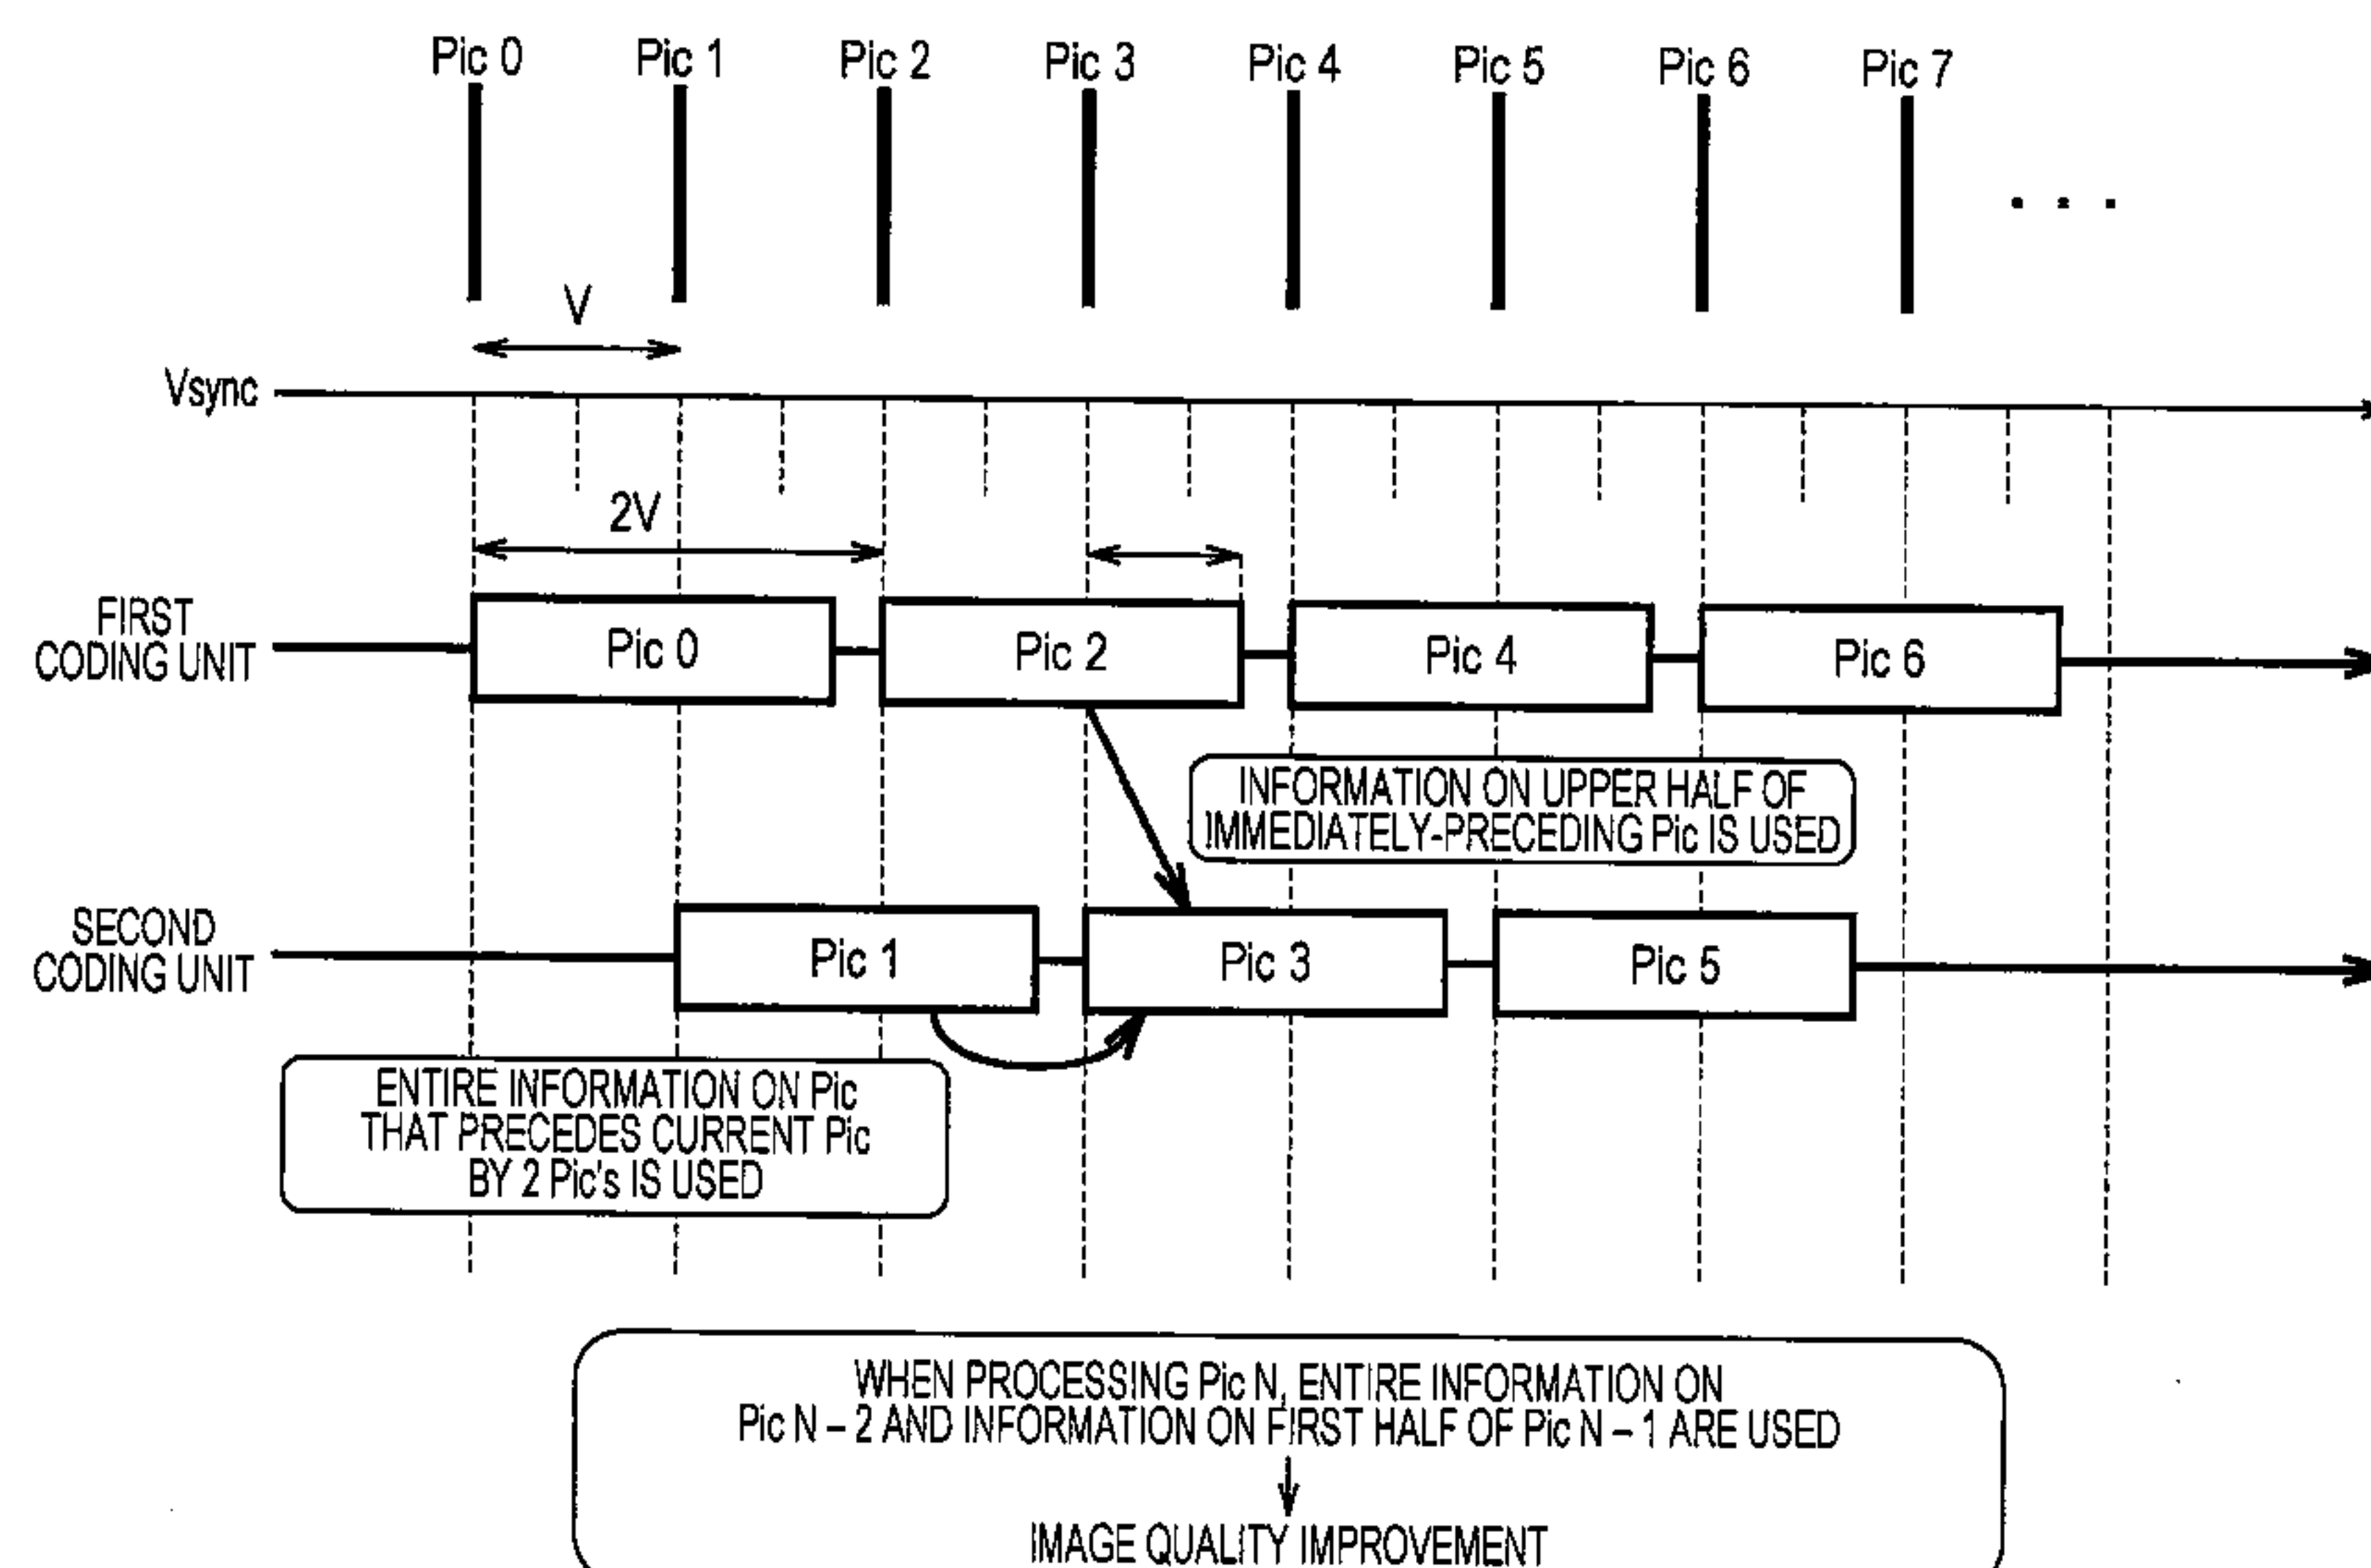 Pic 0 Pic 1 Pic 2 Pic 3 Pic 4 Pic 5 Pic 6 Pic 7
. . .
V
Vsync
2V
FIRST
CODING UNIT
Pic 0 Pic 2 Pic 4 Pic 6
INFORMATION ON UPPER HALF OF
IMMEDIATELY-PRECEDING Pic IS USED
SECOND
CODING UNIT
Pic 1 Pic 3 Pic 5
ENTIRE INFORMATION ON Pic
THAT PRECEDES CURRENT Pic
BY 2 Pic's IS USED
WHEN PROCESSING Pic N, ENTIRE INFORMATION ON
Pic N – 2 AND INFORMATION ON FIRST HALF OF Pic N – 1 ARE USED
IMAGE QUALITY IMPROVEMENT